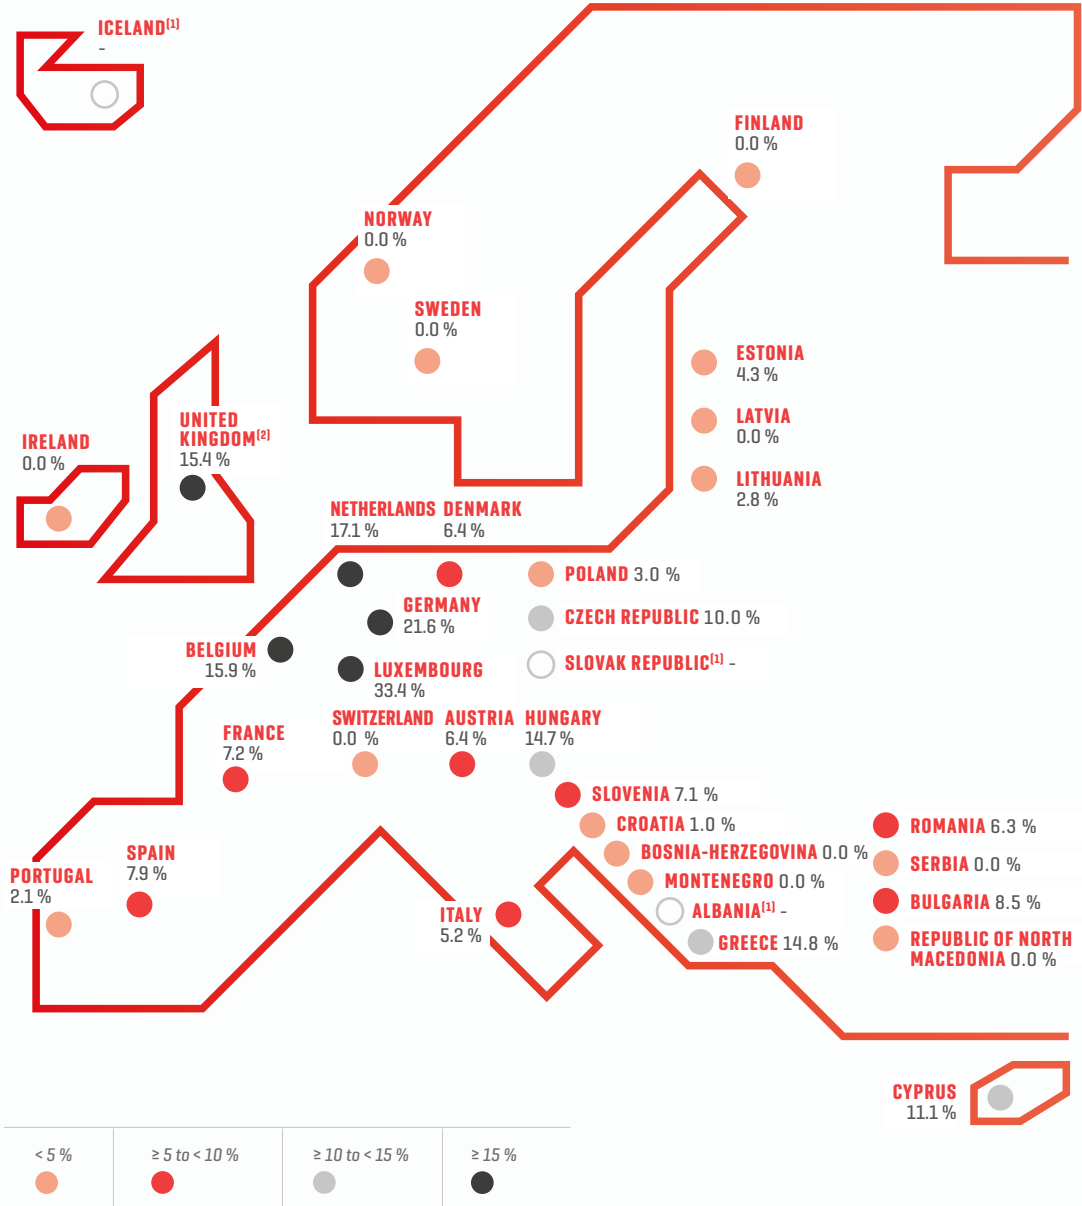 ICELAND(1)
-
FINLAND
0.0 %
NORWAY
0.0 %
SWEDEN
0.0 %
ESTONIA
4.3 %
LATVIA
0.0 %
LITHUANIA
2.8 %
UNITED
KINGDOM(2)
15.4 %
IRELAND
0.0 %
NETHERLANDS
17.1 %
DENMARK
6.4 %
POLAND 3.0 %
GERMANY
21.6 %
CZECH REPUBLIC 10.0 %
BELGIUM
15.9 %
LUXEMBOURG
33.4 %
SLOVAK REPUBLIC(1) -
FRANCE
7.2 %
SWITZERLAND
0.0 %
AUSTRIA
6.4 %
HUNGARY
14.7 %
SLOVENIA 7.1 %
CROATIA 1.0 %
BOSNIA-HERZEGOVINA 0.0 %
MONTENEGRO 0.0 %
ALBANIA(1) -
GREECE 14.8 %
ROMANIA 6.3 %
SERBIA 0.0 %
BULGARIA 8.5 %
REPUBLIC OF NORTH
MACEDONIA 0.0 %
SPAIN
7.9 %
PORTUGAL
2.1 %
ITALY
5.2 %
CYPRUS
11.1 %
< 5 %
≥ 5 to < 10 %
≥ 10 to < 15 %
≥ 15 %